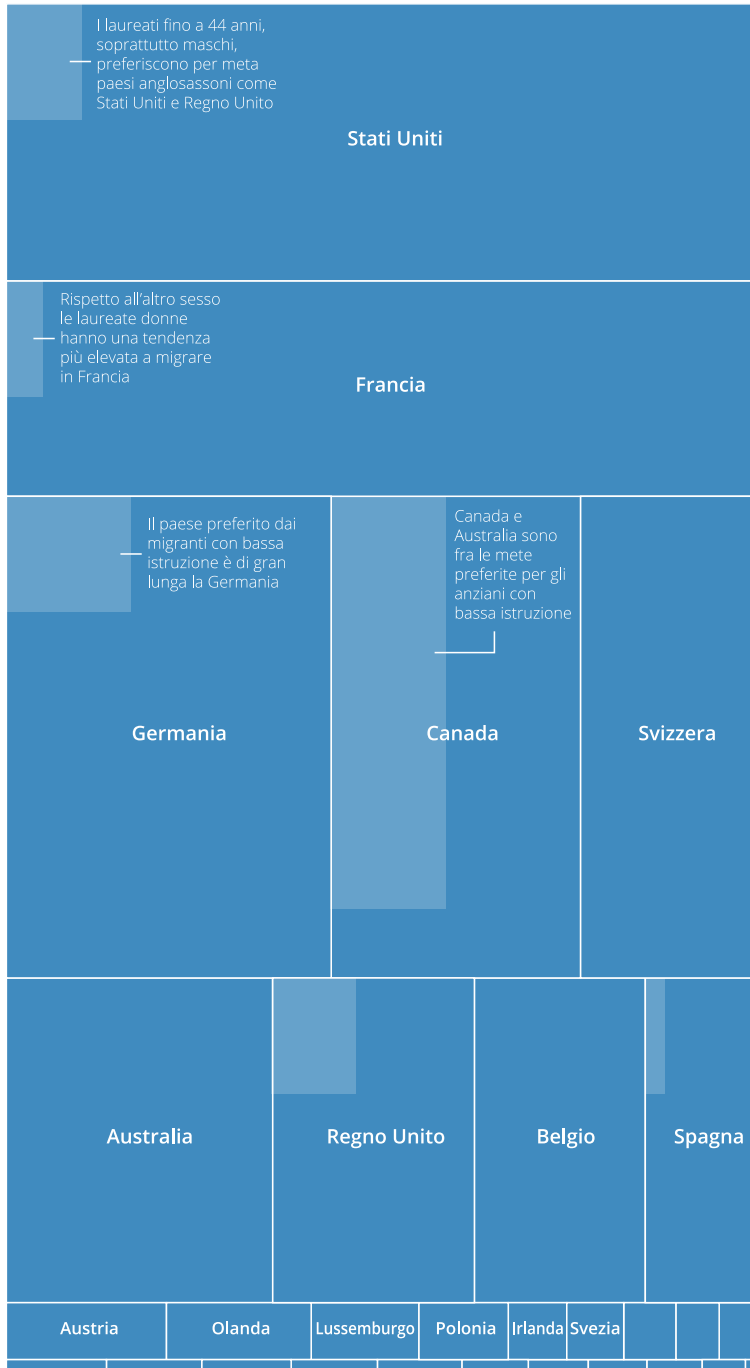 I laureati fino a 44 anni,
soprattutto maschi,
preferiscono per meta
paesi anglosassoni come
Stati Uniti e Regno Unito
Stati Uniti
Rispetto all'altro sesso
le laureate donne
hanno una tendenza
più elevata a migrare
in Francia
Francia
Il paese preferito dai
migranti con bassa
istruzione è di gran
lunga la Germania
Canada e
Australia sono
fra le mete
preferite per gli
anziani con
bassa istruzione
Germania
Canada
Svizzera
Australia
Regno Unito
Belgio
Spagna
Austria
Olanda
Lussemburgo
Polonia
Irlanda
Svezia